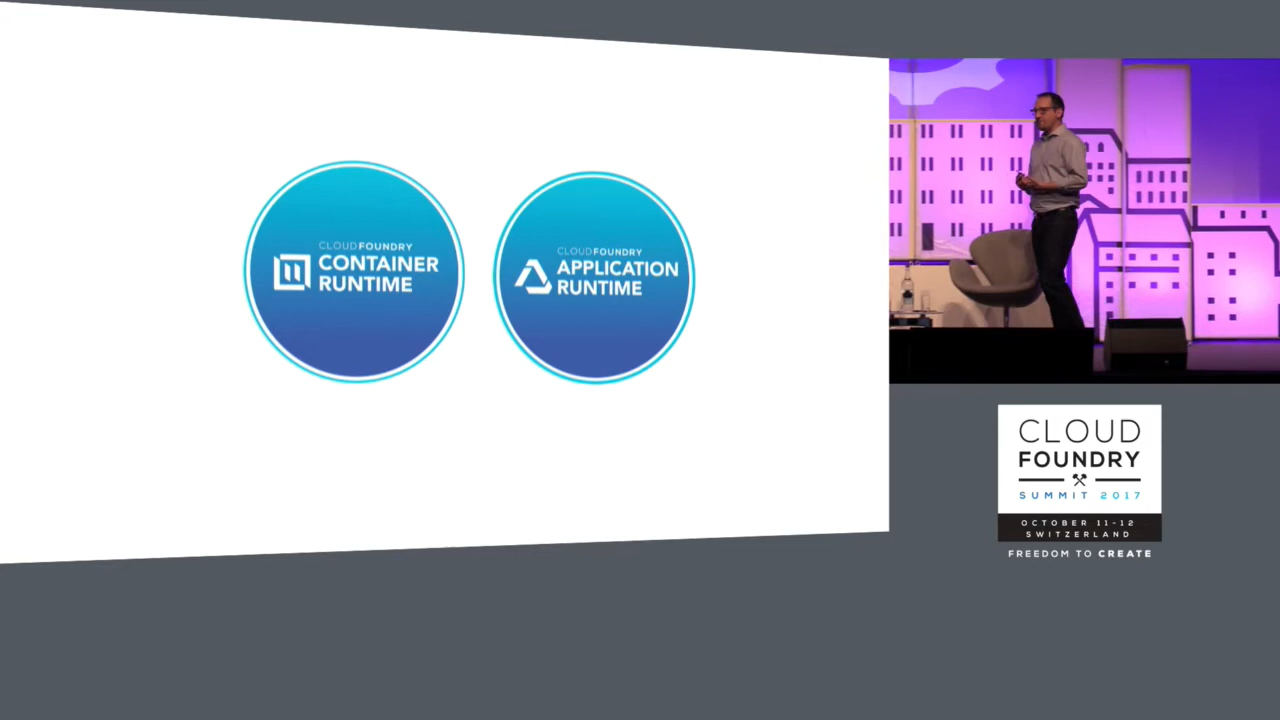 CLOUDFOUNDRY
CONTAINER
RUNTIME
CLOUDFOUNDRY
APPLICATION
RUNTIME
CLOUD
FOUNDRY
SUMMIT 2017
OCTOBER 11-12
SWITZERLAND
FREEDOM TO CREATE